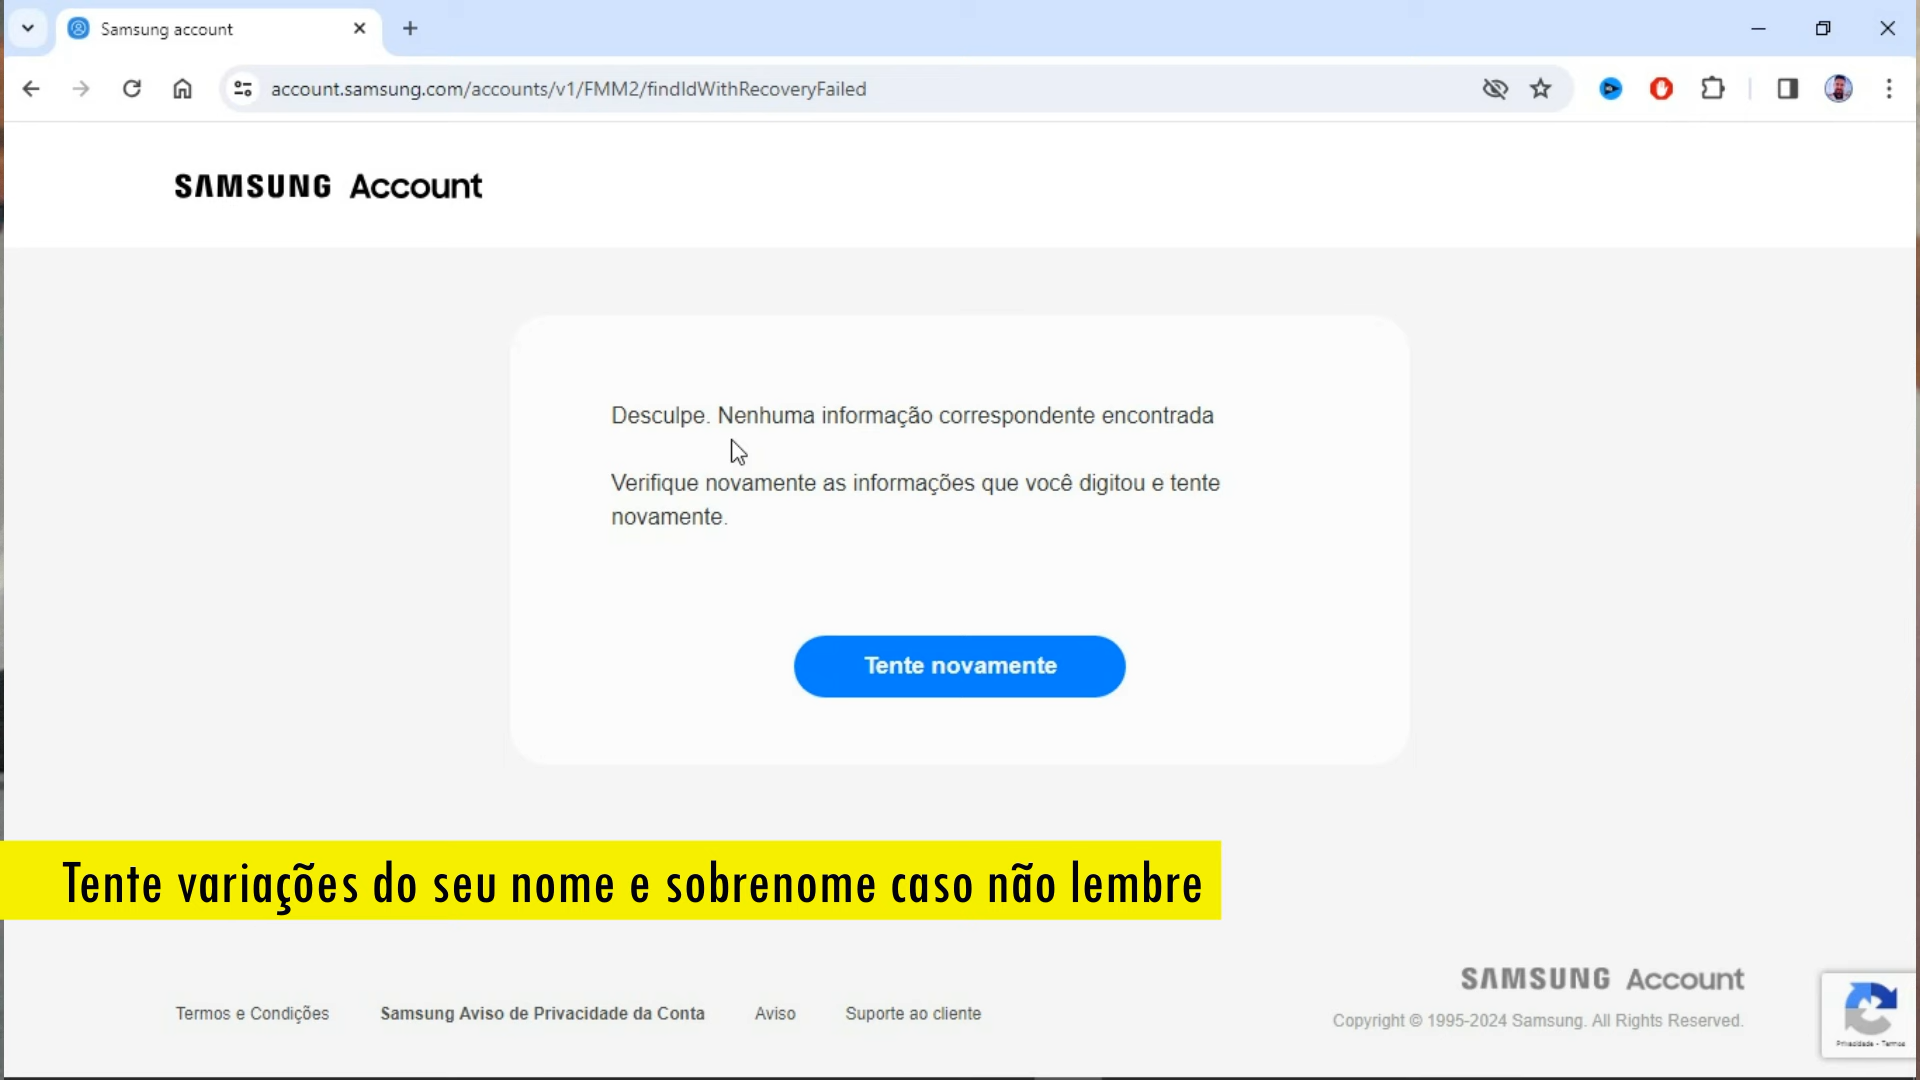 Samsung account
account.samsung.com/accounts/v1/FMM2/findIdWithRecoveryFailed
SAMSUNG Account
Desculpe. Nenhuma informação correspondente encontrada
Verifique novamente as informações que você digitou e tente
novamente.
Tente novamente
Tente variações do seu nome e sobrenome caso não lembre
SAMSUNG Account
Termos e Condições Samsung Aviso de Privacidade da Conta Aviso Suporte ao cliente
Copyright © 1995-2024 Samsung. All Rights Reserved.
Privacidade - Termos